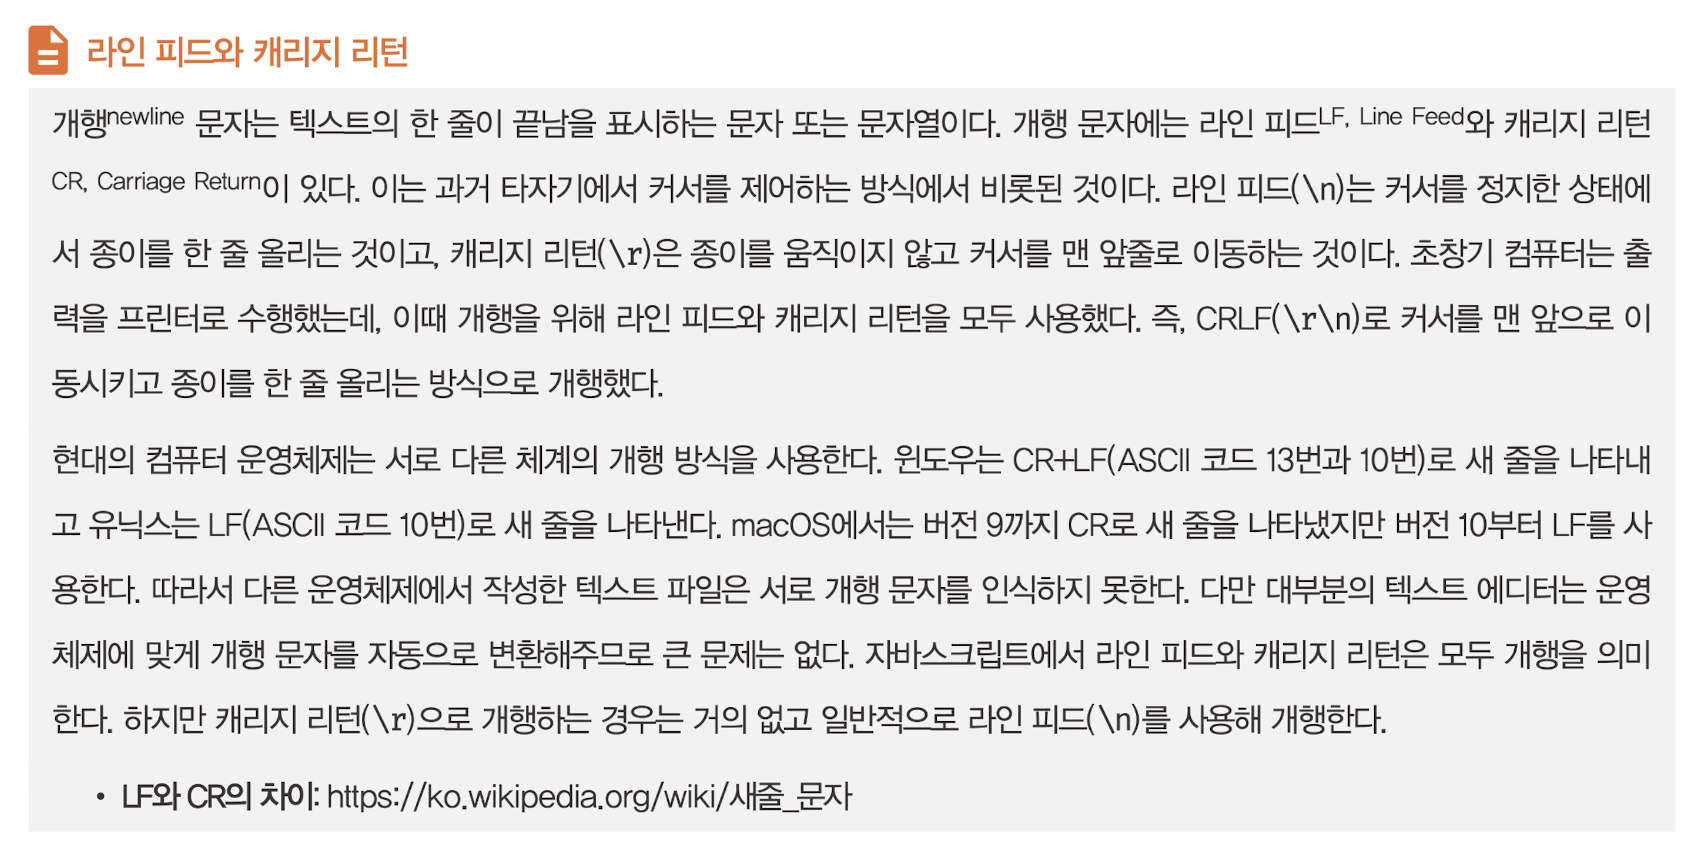 라인 피드와 캐리지 리턴
개행newline 문자는 텍스트의 한 줄이 끝남을 표시하는 문자 또는 문자열이다. 개행 문자에는 라인 피드LF, Line Feed와 캐리지 리턴
CR, Carriage Return이 있다. 이는 과거 타자기에서 커서를 제어하는 방식에서 비롯된 것이다. 라인 피드(\n)는 커서를 정지한 상태에
서 종이를 한 줄 올리는 것이고, 캐리지 리턴(\r)은 종이를 움직이지 않고 커서를 맨 앞줄로 이동하는 것이다. 초창기 컴퓨터는 출
력을 프린터로 수행했는데, 이때 개행을 위해 라인 피드와 캐리지 리턴을 모두 사용했다. 즉, CRLF(\r\n)로 커서를 맨 앞으로 이
동시키고 종이를 한 줄 올리는 방식으로 개행했다.
현대의 컴퓨터 운영체제는 서로 다른 체계의 개행 방식을 사용한다. 윈도우는 CR+LF(ASCII 코드 13번과 10번)로 새 줄을 나타내
고 유닉스는 LF(ASCII 코드 10번)로 새 줄을 나타낸다. macOS에서는 버전 9까지 CR로 새 줄을 나타냈지만 버전 10부터 LF를 사
용한다. 따라서 다른 운영체제에서 작성한 텍스트 파일은 서로 개행 문자를 인식하지 못한다. 다만 대부분의 텍스트 에디터는 운영
체제에 맞게 개행 문자를 자동으로 변환해주므로 큰 문제는 없다. 자바스크립트에서 라인 피드와 캐리지 리턴은 모두 개행을 의미
한다. 하지만 캐리지 리턴(\r)으로 개행하는 경우는 거의 없고 일반적으로 라인 피드(\n)를 사용해 개행한다.
• LF와 CR의 차이: https://ko.wikipedia.org/wiki/새줄_문자